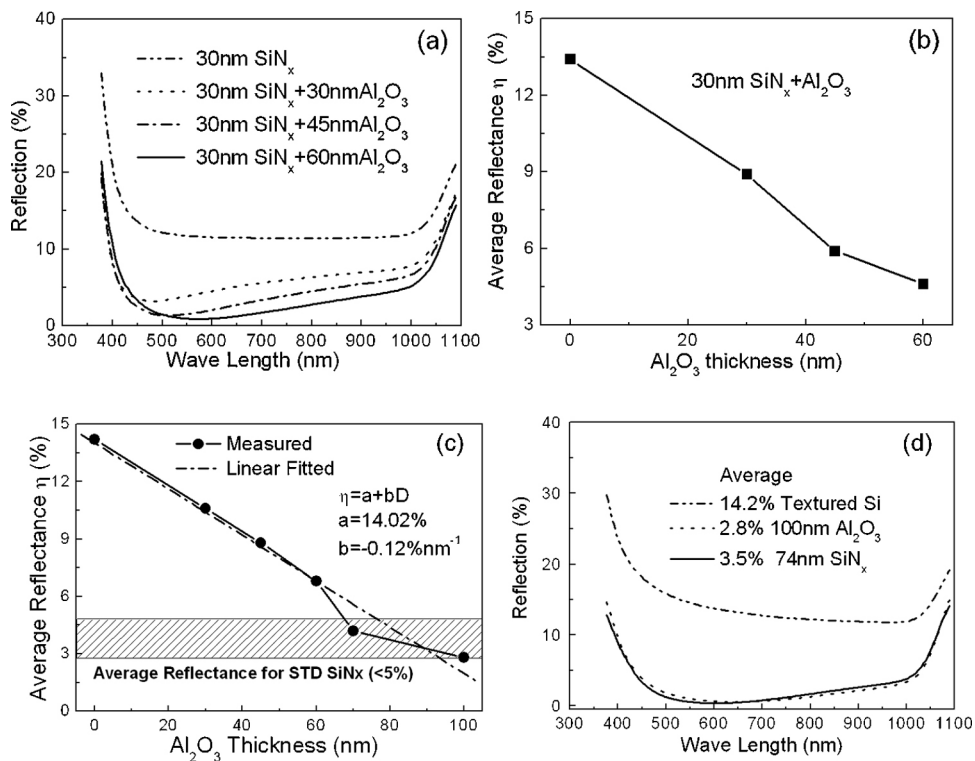 (a)
40
30
20
10
0
Reflection (%)
30nm SiNₓ
30nm SiNₓ+30nmAl₂O₃
30nm SiNₓ+45nmAl₂O₃
30nm SiNₓ+60nmAl₂O₃
300 400 500 600 700 800 900 1000 1100
Wave Length (nm)
(b)
15
12
9
6
3
Average Reflectance η (%)
30nm SiNₓ+Al₂O₃
0 20 40 60
Al₂O₃ thickness (nm)
(c)
15
12
9
6
3
0
Average Reflectance η (%)
Measured
Linear Fitted
η=a+bD
a=14.02%
b=-0.12%nm⁻¹
Average Reflectance for STD SiNx (<5%)
0 20 40 60 80 100
Al₂O₃ Thickness (nm)
(d)
40
30
20
10
0
Reflection (%)
Average
14.2% Textured Si
2.8% 100nm Al₂O₃
3.5% 74nm SiNₓ
300 400 500 600 700 800 900 1000 1100
Wave Length (nm)